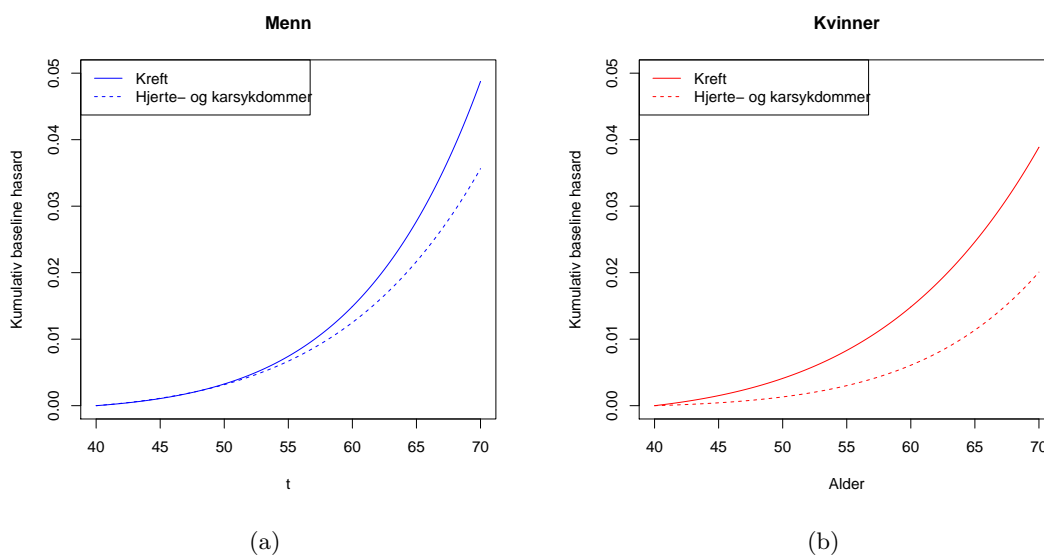 Menn
Kreft
Hjerte− og karsykdommer
Kumulativ baseline hasard
0.00
0.01
0.02
0.03
0.04
0.05
40
45
50
55
60
65
70
t
(a)
Kvinner
Kreft
Hjerte− og karsykdommer
Kumulativ baseline hasard
0.00
0.01
0.02
0.03
0.04
0.05
40
45
50
55
60
65
70
Alder
(b)